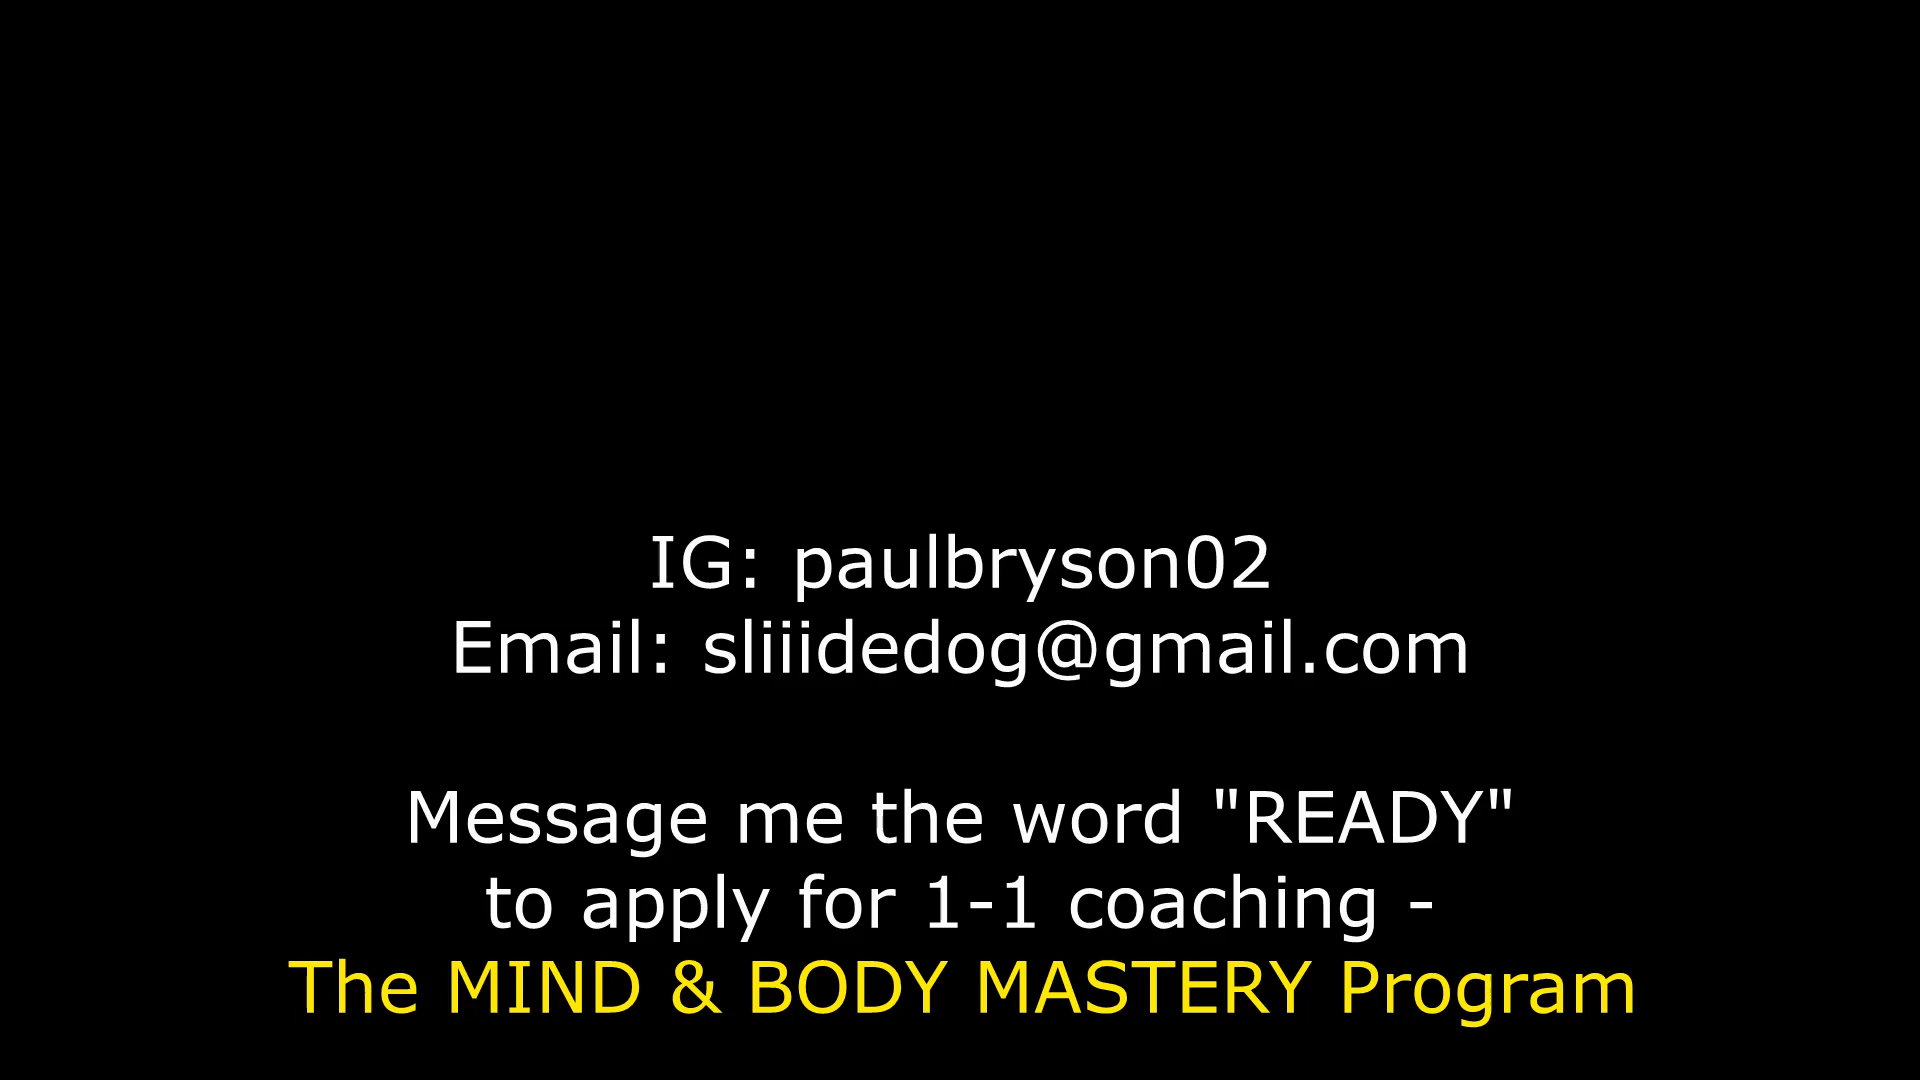 IG: paulbryson02
Email: sliiidedog@gmail.com
Message me the word "READY"
to apply for 1-1 coaching -
The MIND & BODY MASTERY Program